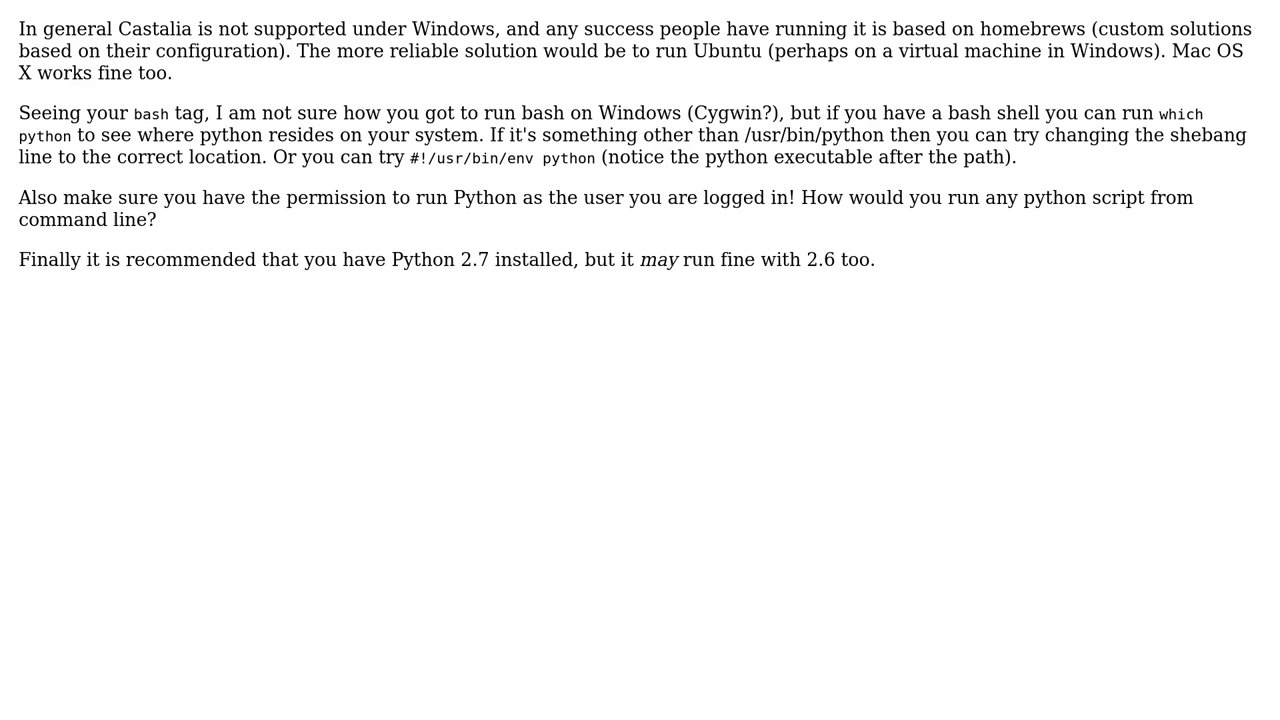 In general Castalia is not supported under Windows, and any success people have running it is based on homebrews (custom solutions
based on their configuration). The more reliable solution would be to run Ubuntu (perhaps on a virtual machine in Windows). Mac OS
X works fine too.
Seeing your bash tag, I am not sure how you got to run bash on Windows (Cygwin?), but if you have a bash shell you can run which
python to see where python resides on your system. If it's something other than /usr/bin/python then you can try changing the shebang
line to the correct location. Or you can try #!/usr/bin/env python (notice the python executable after the path).
Also make sure you have the permission to run Python as the user you are logged in! How would you run any python script from
command line?
Finally it is recommended that you have Python 2.7 installed, but it may run fine with 2.6 too.